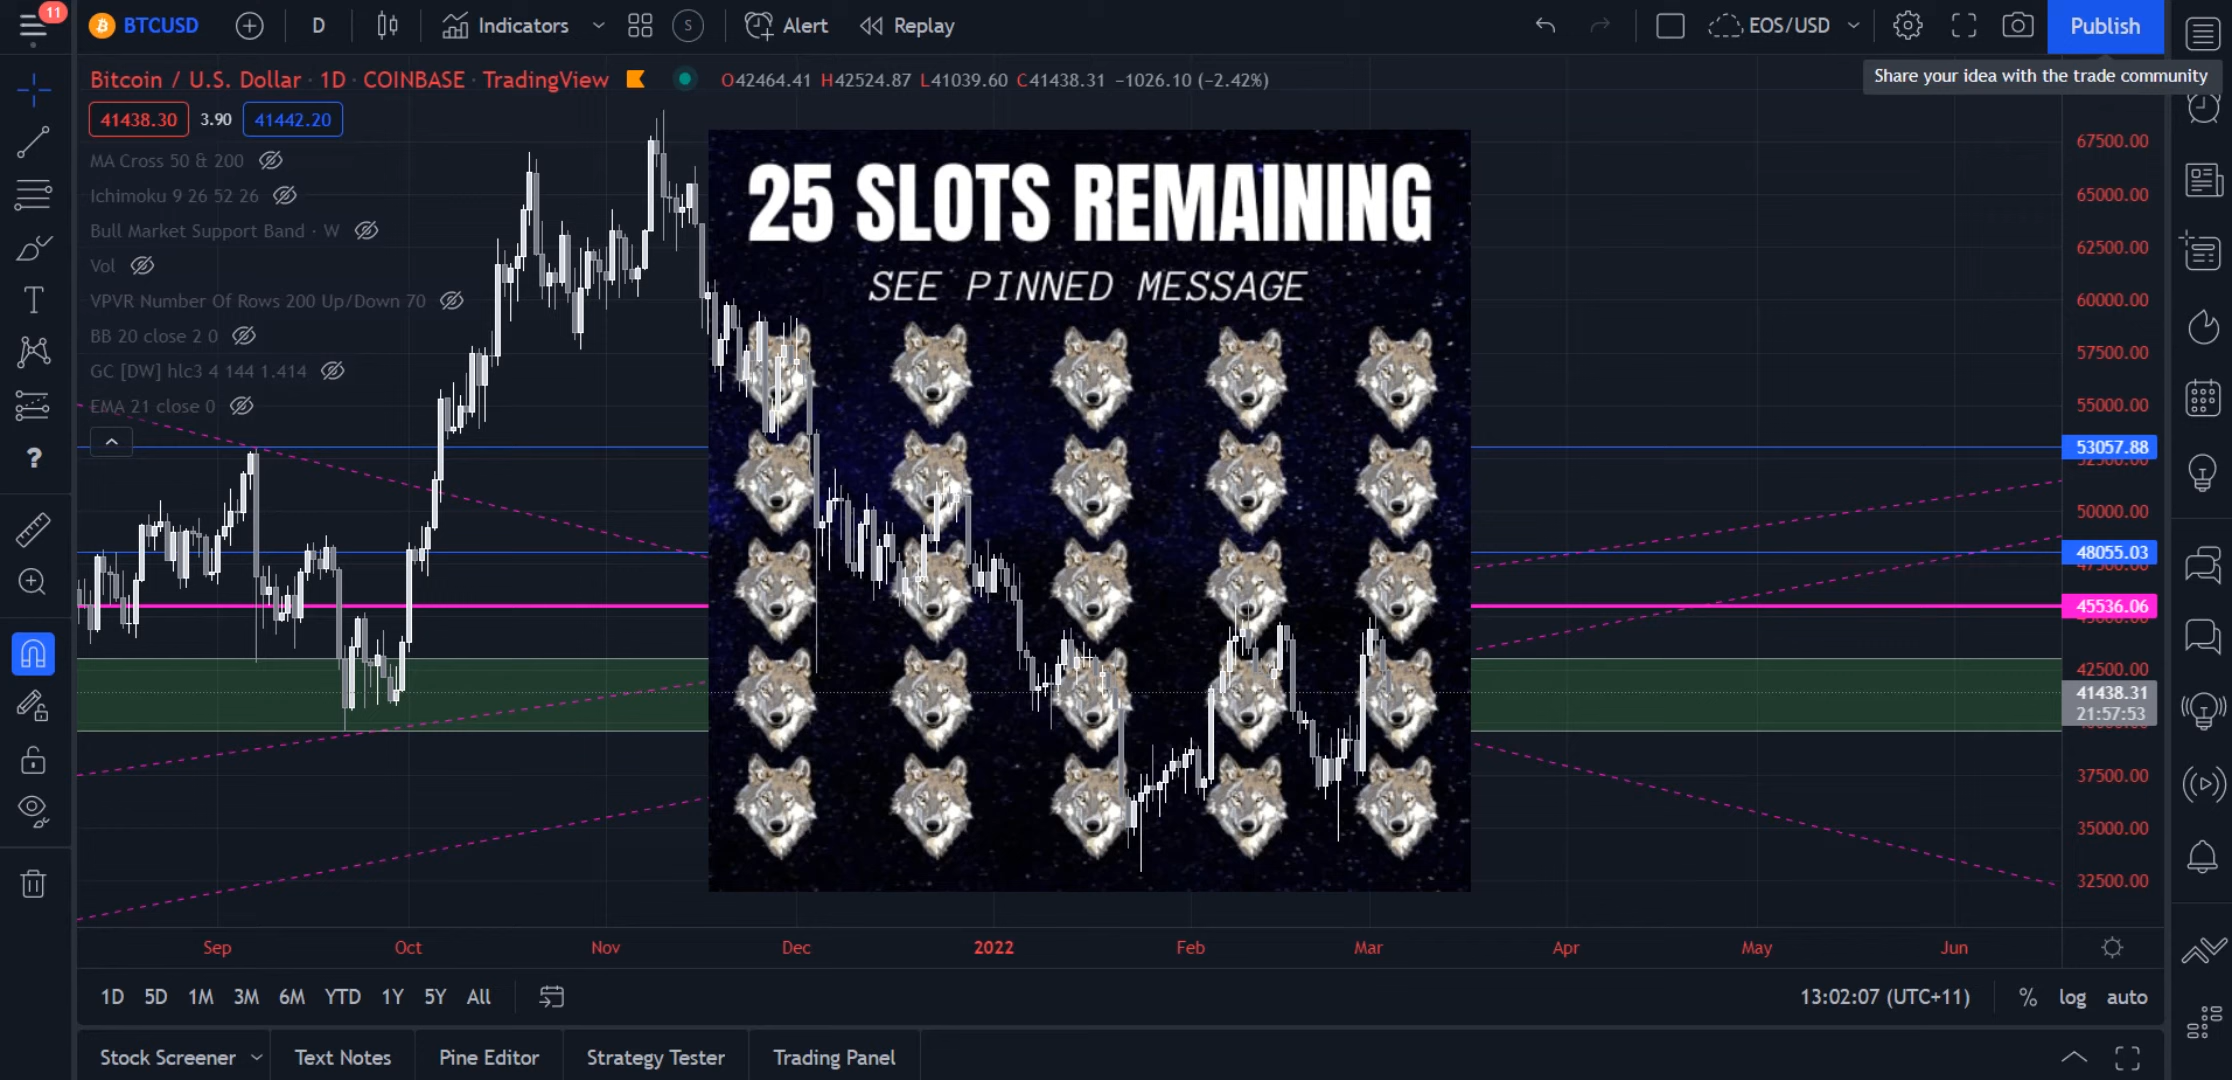 11
BTCUSD
D
Indicators
S
Alert
Replay
EOS/USD
Publish
Share your idea with the trade community
Bitcoin / U.S. Dollar · 1D · COINBASE · TradingView
O42464.41 H42524.87 L41039.60 C41438.31 −1026.10 (−2.42%)
41438.30 3.90 41442.20
MA Cross 50 & 200
Ichimoku 9 26 52 26
Bull Market Support Band · W
Vol
VPVR Number Of Rows 200 Up/Down 70
BB 20 close 2 0
GC [DW] hlc3 4 144 1.414
EMA 21 close 0
25 SLOTS REMAINING
SEE PINNED MESSAGE
67500.00
65000.00
62500.00
60000.00
57500.00
55000.00
53057.88
50000.00
48055.03
45536.06
42500.00
41438.31
21:57:53
37500.00
35000.00
32500.00
Sep Oct Nov Dec 2022 Feb Mar Apr May Jun
1D 5D 1M 3M 6M YTD 1Y 5Y All
13:02:07 (UTC+11) % log auto
Stock Screener Text Notes Pine Editor Strategy Tester Trading Panel